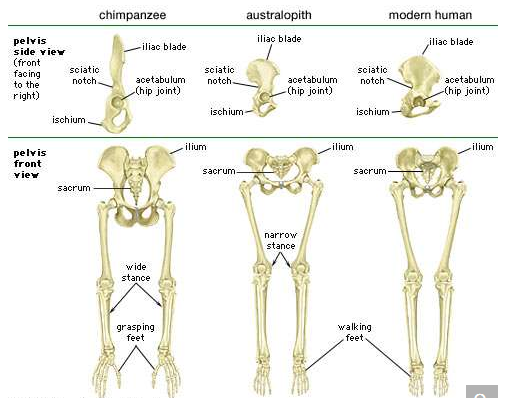 chimpanzee
australopith
modern human
pelvis
side view
(front
facing
to the
right)
iliac blade
sciatic
notch
acetabulum
(hip joint)
ischium
iliac blade
sciatic
notch
acetabulum
(hip joint)
ischium
iliac blade
sciatic
notch
acetabulum
(hip joint)
ischium
pelvis
front
view
ilium
sacrum
ilium
sacrum
ilium
sacrum
wide
stance
narrow
stance
grasping
feet
walking
feet